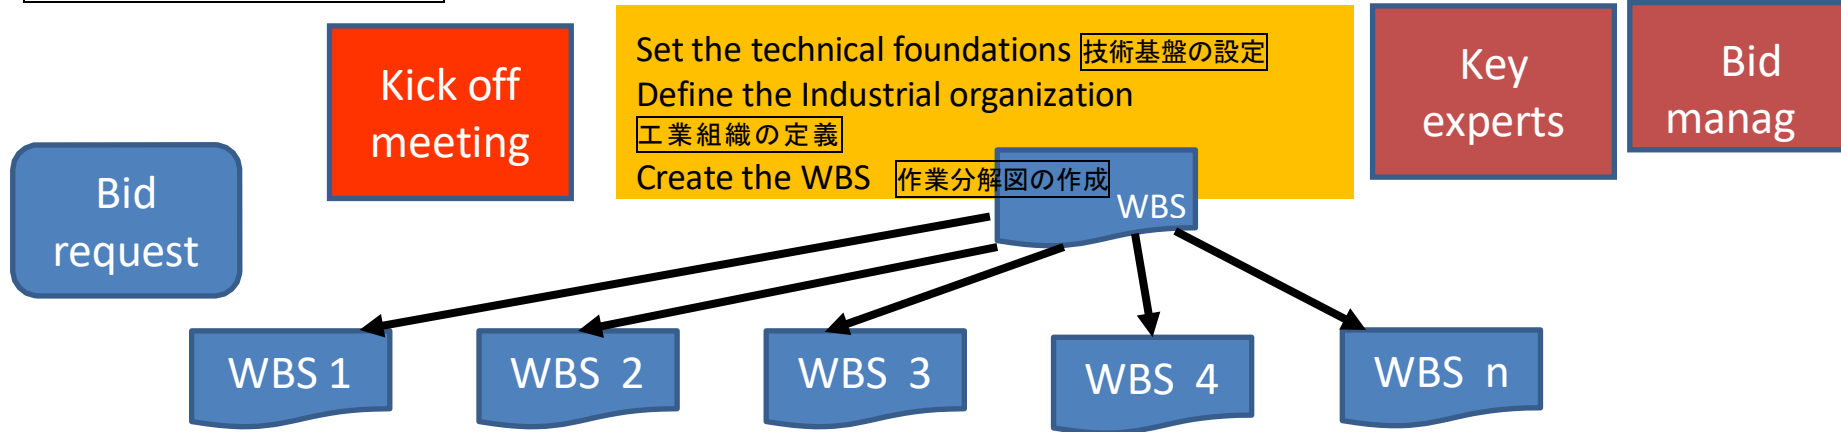 Bid
request
Kick off
meeting
Set the technical foundations 技術基盤の設定
Define the Industrial organization
工業組織の定義
Create the WBS 作業分解図の作成
WBS
Key
experts
Bid
manag
WBS 1
WBS 2
WBS 3
WBS 4
WBS n